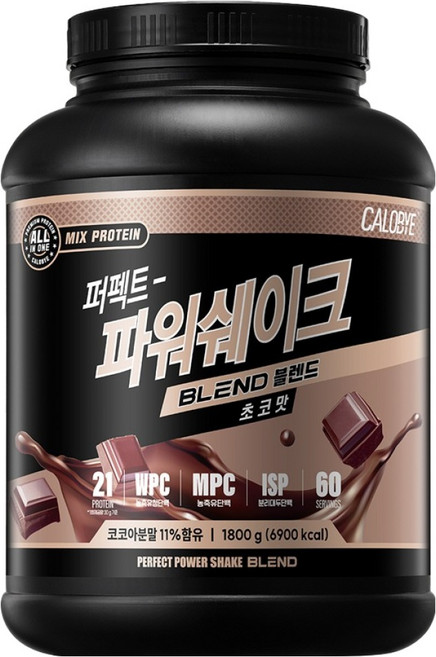 CALOBYE
PREMIUM PROTEIN
ALL
IN ONE
CALOBYE
MIX PROTEIN
퍼펙트-
파워쉐이크
BLEND 블렌드
초코맛
21 WPC MPC ISP 60
PROTEIN 농축유청단백 농축유단백 분리대두단백 SERVINGS
코코아분말 11%함유 | 1800 g (6900 kcal)
PERFECT POWER SHAKE BLEND